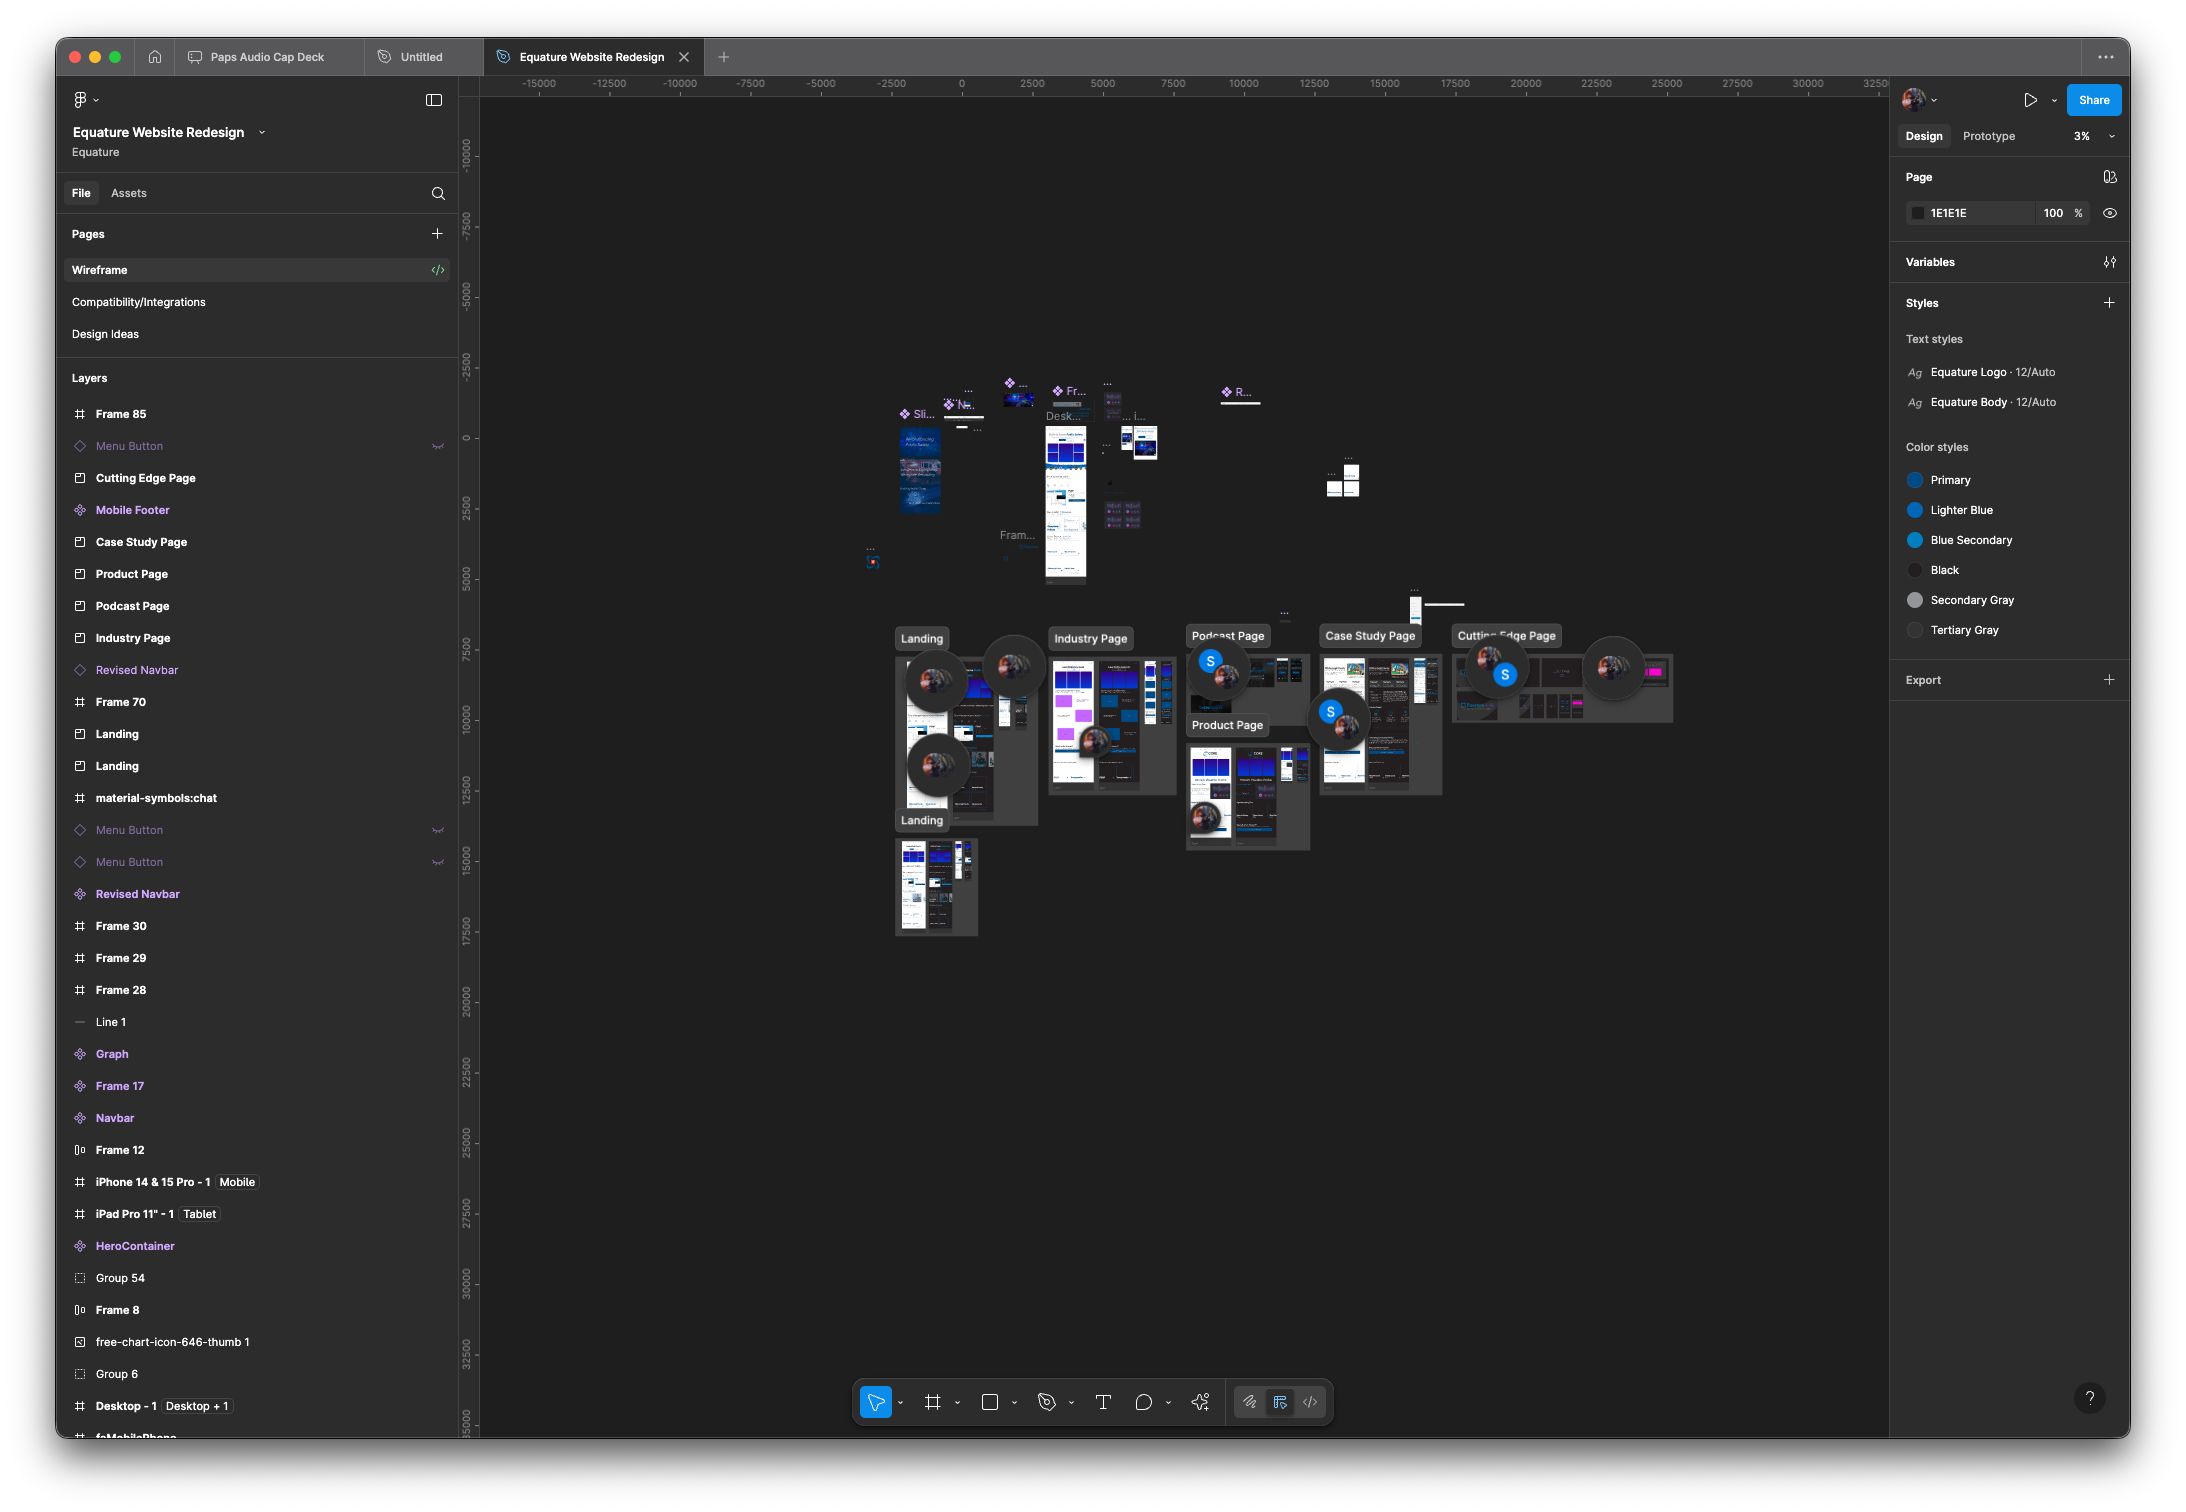 Paps Audio Cap Deck
Untitled
Equature Website Redesign
-15000 -12500 -10000 -7500 -5000 -2500 0 2500 5000 7500 10000 12500 15000 17500 20000 22500 25000 27500 30000 3250
Equature Website Redesign
Equature
File Assets
Pages
Wireframe
Compatibility/Integrations
Design Ideas
Layers
Frame 85
Menu Button
Cutting Edge Page
Mobile Footer
Case Study Page
Product Page
Podcast Page
Industry Page
Revised Navbar
Frame 70
Landing
Landing
material-symbols:chat
Menu Button
Menu Button
Revised Navbar
Frame 30
Frame 29
Frame 28
Line 1
Graph
Frame 17
Navbar
Frame 12
iPhone 14 & 15 Pro - 1 Mobile
iPad Pro 11" - 1 Tablet
HeroContainer
Group 54
Frame 8
free-chart-icon-646-thumb 1
Group 6
Desktop - 1 Desktop + 1
faMobilePhone
-10000
-7500
-5000
-2500
0
2500
5000
7500
10000
12500
15000
17500
20000
22500
25000
27500
30000
32500
35000
Sli...
N...
...
Fr...
...
R...
Desk...
... i...
Fram...
Landing
Industry Page
Podcast Page
Case Study Page
Cutting Edge Page
S
S
S
Product Page
CORE
CORE
Landing
Share
Design Prototype 3%
Page
1E1E1E 100 %
Variables
Styles
Text styles
Ag Equature Logo · 12/Auto
Ag Equature Body · 12/Auto
Color styles
Primary
Lighter Blue
Blue Secondary
Black
Secondary Gray
Tertiary Gray
Export
?